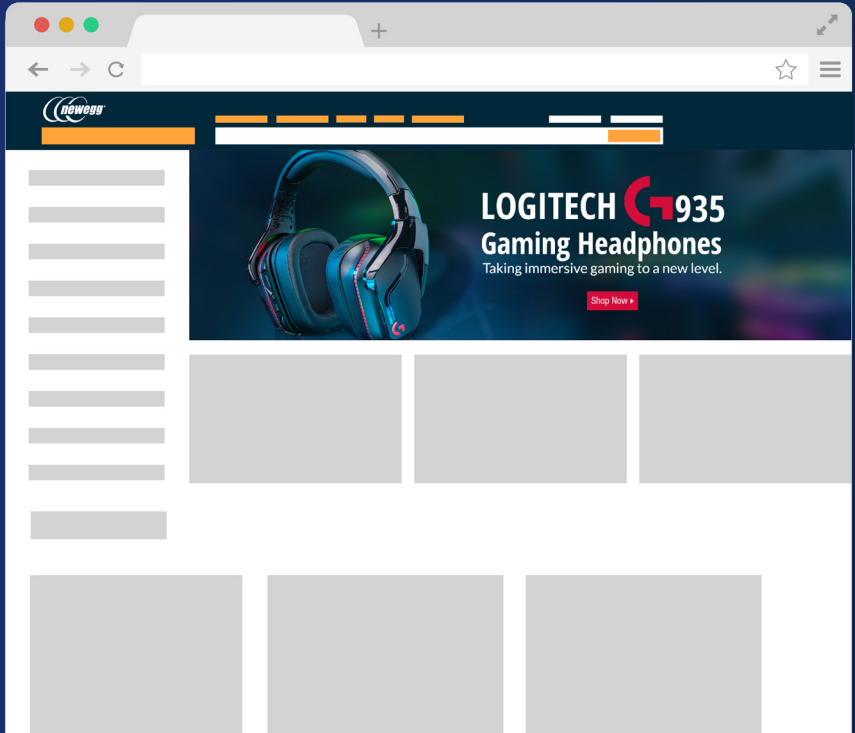 newegg
LOGITECH G935
Gaming Headphones
Taking immersive gaming to a new level.
Shop Now